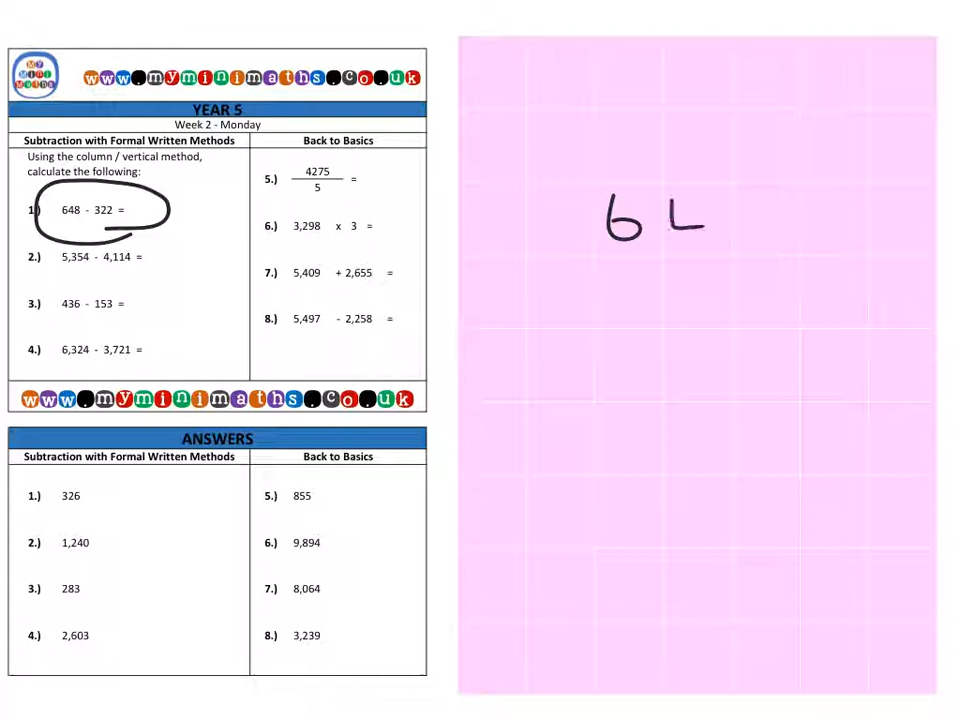 My
Mini
Maths
www.myminimaths.co.uk
YEAR 5
Week 2 - Monday
Subtraction with Formal Written Methods
Back to Basics
Using the column / vertical method,
calculate the following:
1.) 648 - 322 =
2.) 5,354 - 4,114 =
3.) 436 - 153 =
4.) 6,324 - 3,721 =
5.) 4275
5 =
6.) 3,298 x 3 =
7.) 5,409 + 2,655 =
8.) 5,497 - 2,258 =
www.myminimaths.co.uk
ANSWERS
Subtraction with Formal Written Methods
Back to Basics
1.) 326
2.) 1,240
3.) 283
4.) 2,603
5.) 855
6.) 9,894
7.) 8,064
8.) 3,239
6